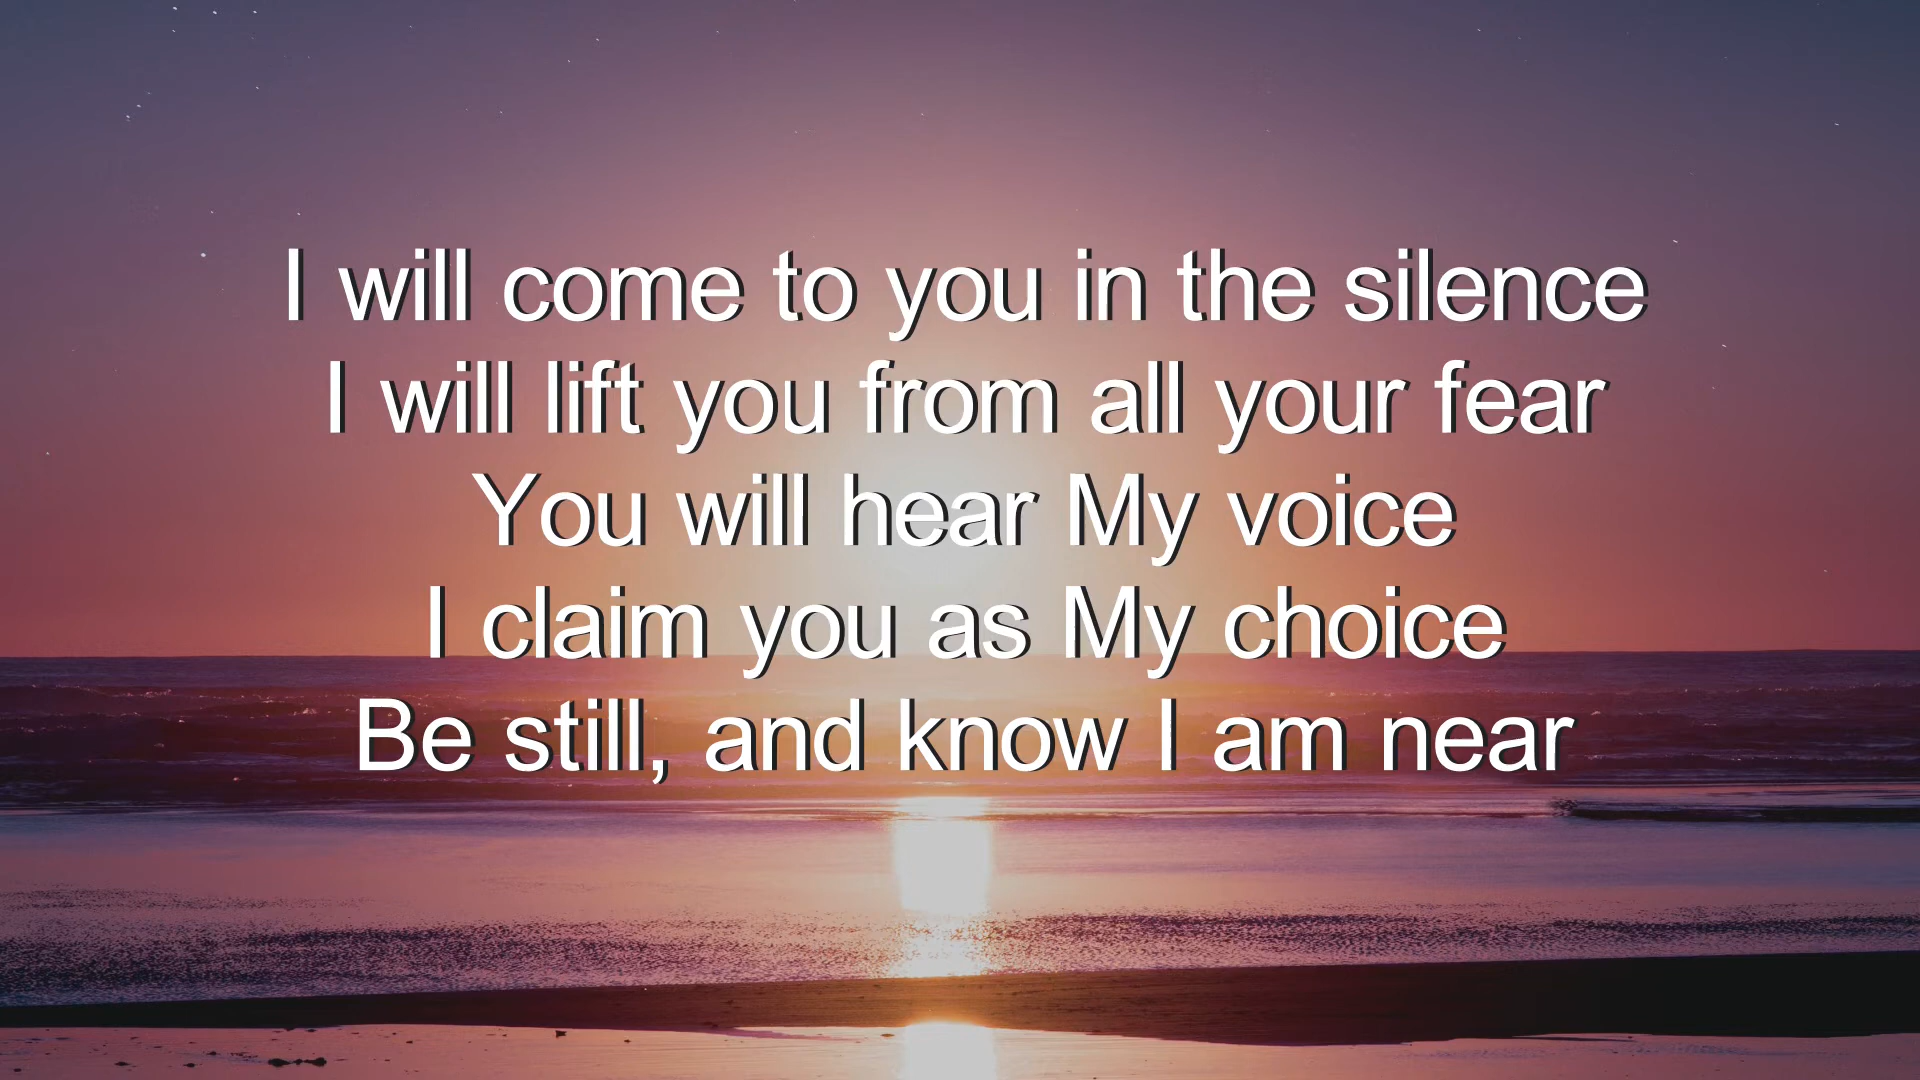 I will come to you in the silence
I will lift you from all your fear
You will hear My voice
I claim you as My choice
Be still, and know I am near